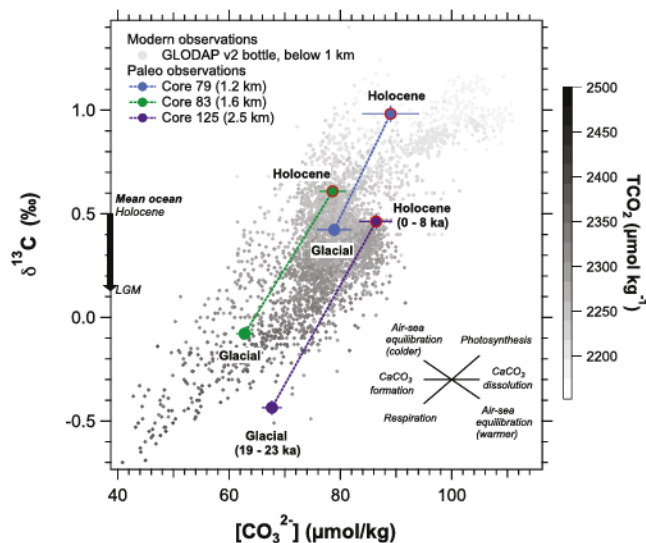 Modern observations
GLODAP v2 bottle, below 1 km
Paleo observations
Core 79 (1.2 km)
Core 83 (1.6 km)
Core 125 (2.5 km)
Holocene
Holocene
Holocene
(0 - 8 ka)
Glacial
Glacial
Glacial
(19 - 23 ka)
Mean ocean
Holocene
LGM
Air-sea
equilibration
(colder)
Photosynthesis
CaCO₃
formation
CaCO₃
dissolution
Respiration
Air-sea
equilibration
(warmer)
1.0
0.5
0.0
-0.5
δ¹³C (‰)
40
60
80
100
[CO₃²⁻] (μmol/kg)
2500
2450
2400
2350
2300
2250
2200
TCO₂
(μmol kg⁻¹)